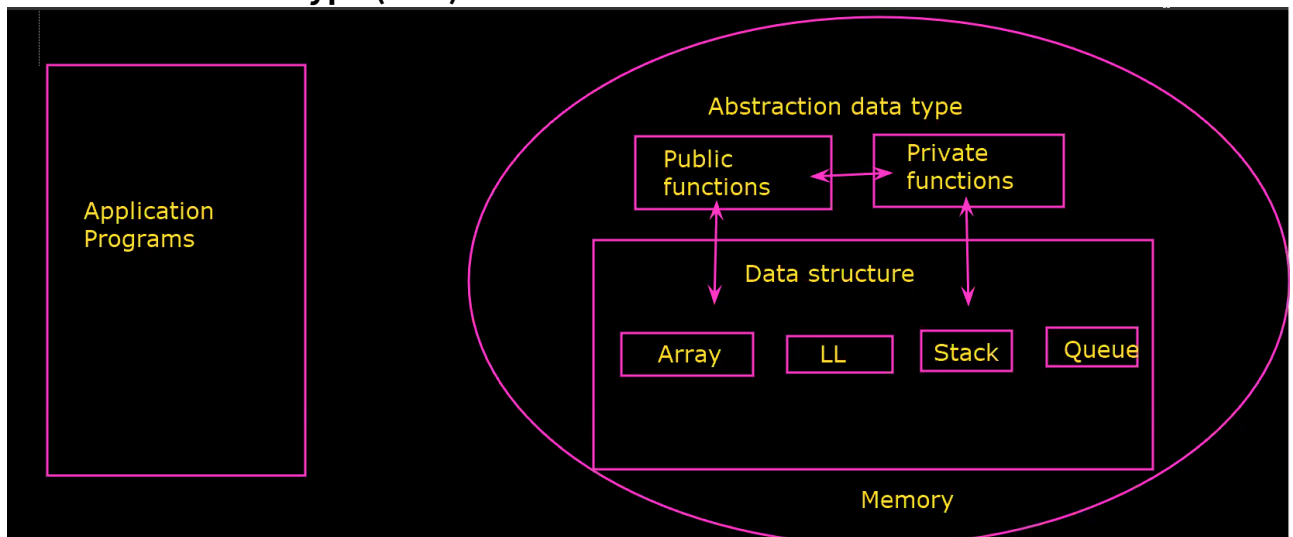 Abstraction data type
Public
functions
Private
functions
Application
Programs
Data structure
Array
LL
Stack
Queue
Memory